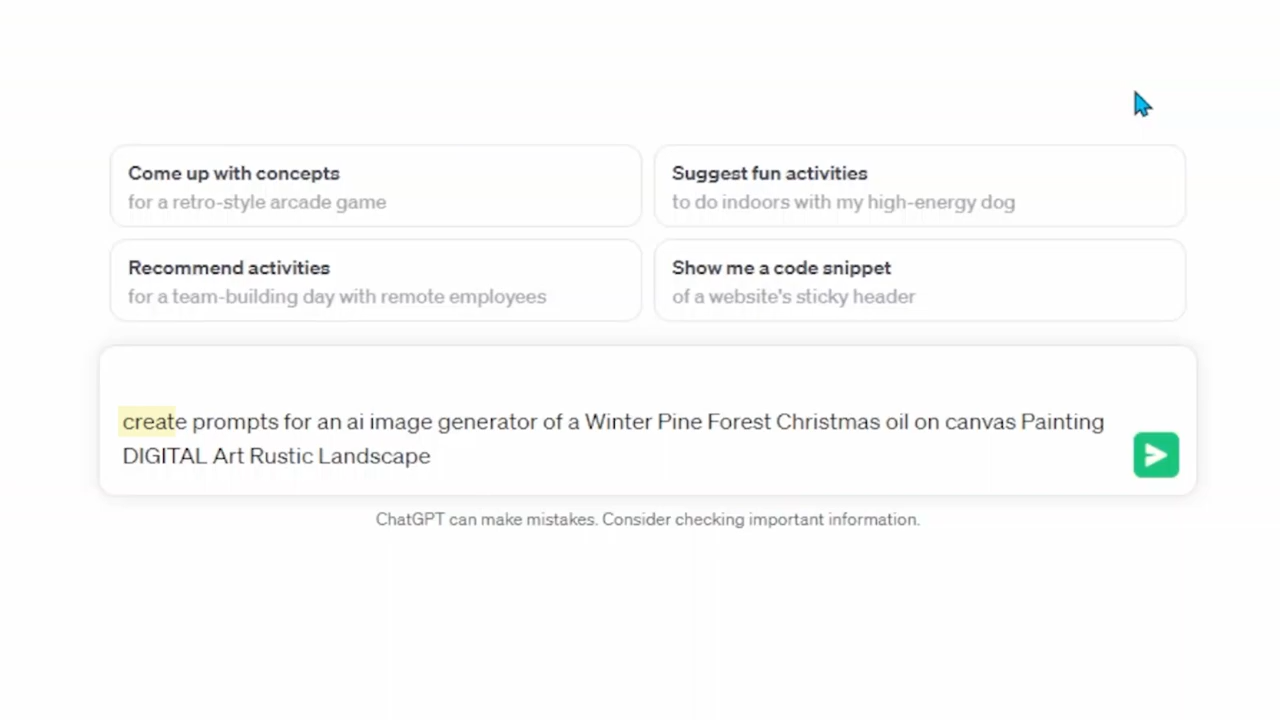 Come up with concepts
for a retro-style arcade game
Suggest fun activities
to do indoors with my high-energy dog
Recommend activities
for a team-building day with remote employees
Show me a code snippet
of a website's sticky header
create prompts for an ai image generator of a Winter Pine Forest Christmas oil on canvas Painting
DIGITAL Art Rustic Landscape
ChatGPT can make mistakes. Consider checking important information.